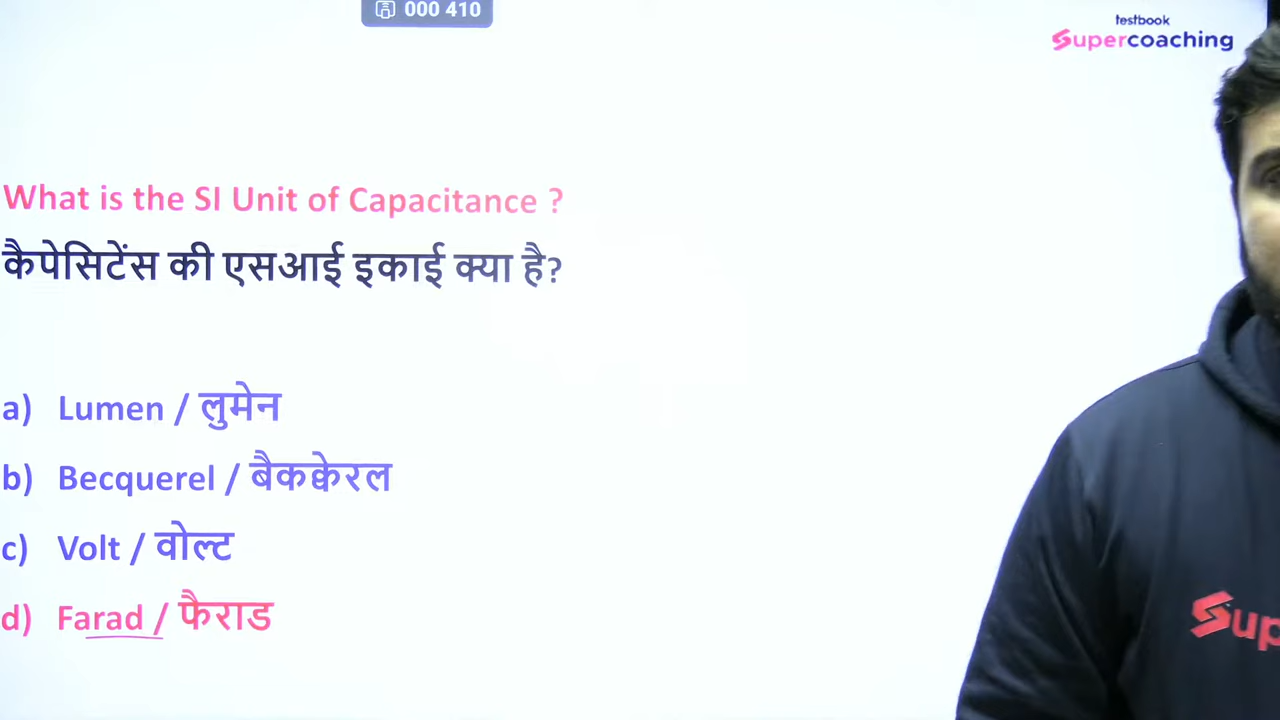 000 410
testbook
Supercoaching
What is the SI Unit of Capacitance ?
कैपेसिटेंस की एसआई इकाई क्या है?
a) Lumen / लुमेन
b) Becquerel / बैकक्वेरल
c) Volt / वोल्ट
d) Farad / फैराड
Sup